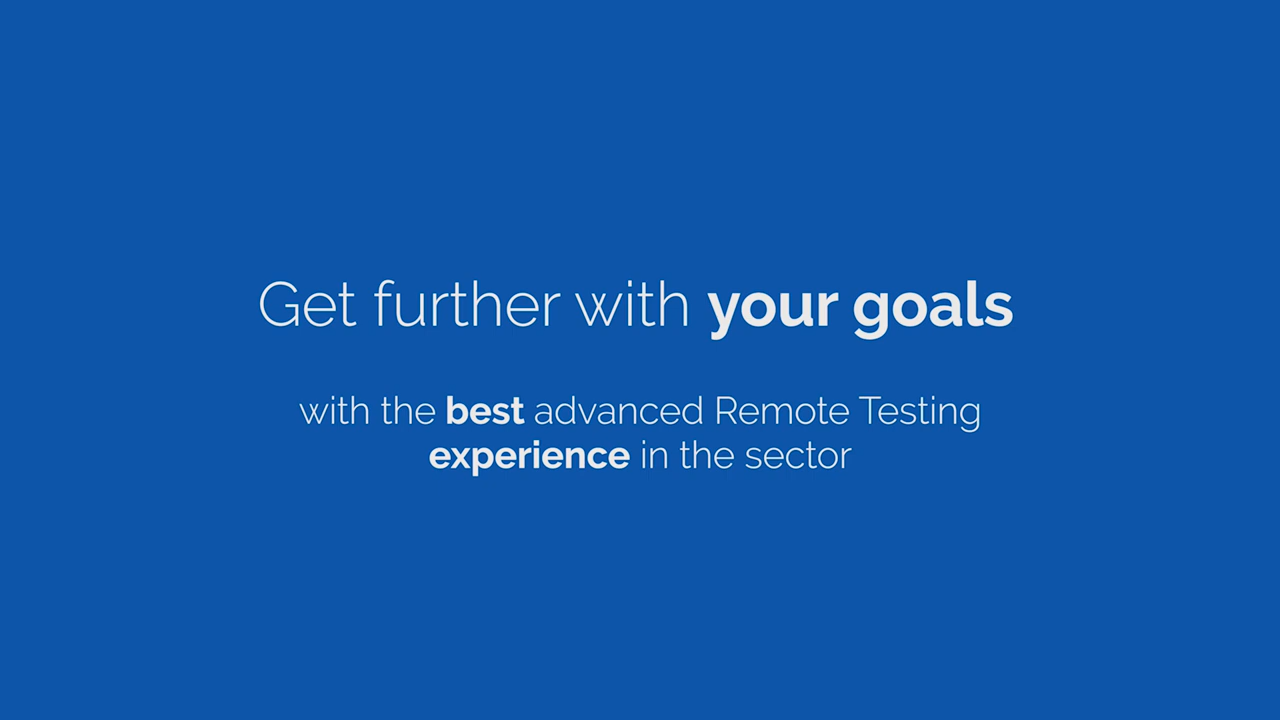 Get further with your goals
with the best advanced Remote Testing
experience in the sector